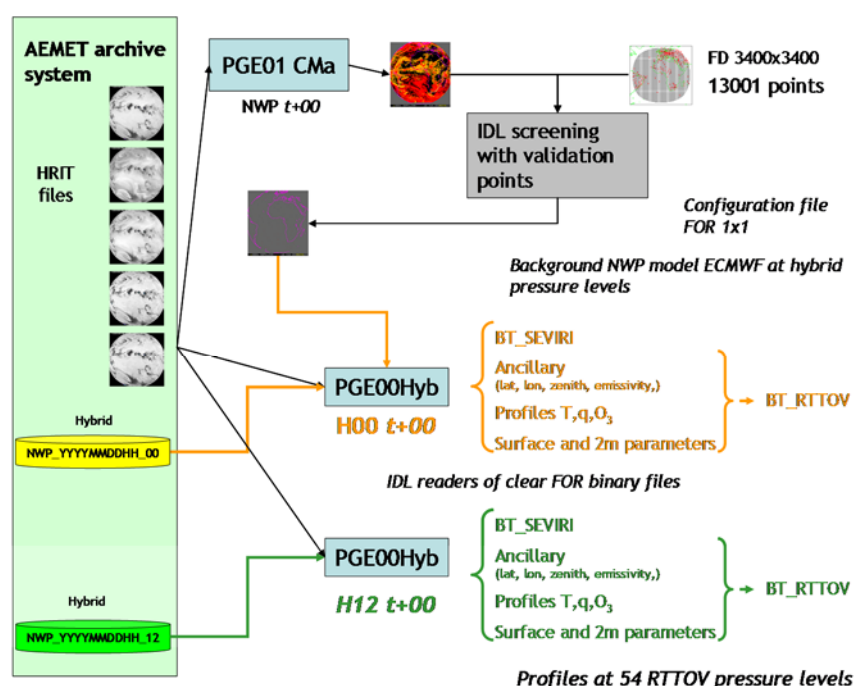 AEMET archive
system
HRIT
files
PGE01 CMa
NWP t+00
FD 3400x3400
13001 points
IDL screening
with validation
points
Configuration file
FOR 1x1
Background NWP model ECMWF at hybrid
pressure levels
PGE00Hyb
H00 t+00
BT_SEVIRI
Ancillary
(lat, lon, zenith, emissivity,)
Profiles T,q,O3
Surface and 2m parameters
BT_RTTOV
Hybrid
NWP_YYYYMMDDHH_00
IDL readers of clear FOR binary files
PGE00Hyb
H12 t+00
BT_SEVIRI
Ancillary
(lat, lon, zenith, emissivity,)
Profiles T,q,O3
Surface and 2m parameters
BT_RTTOV
Hybrid
NWP_YYYYMMDDHH_12
Profiles at 54 RTTOV pressure levels